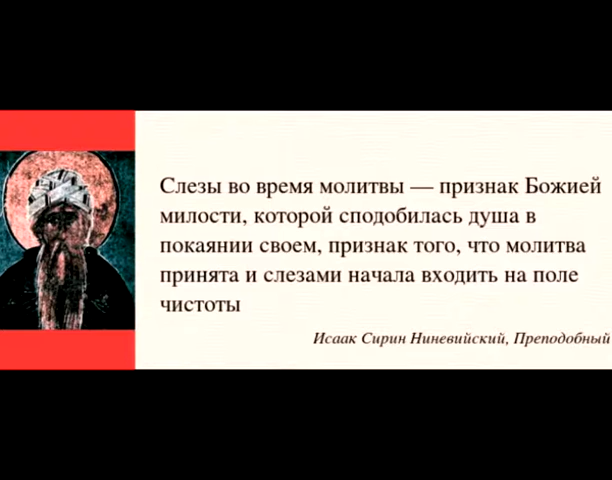 Слезы во время молитвы — признак Божией
милости, которой сподобилась душа в
покаянии своем, признак того, что молитва
принята и слезами начала входить на поле
чистоты
Исаак Сирин Ниневийский, Преподобный